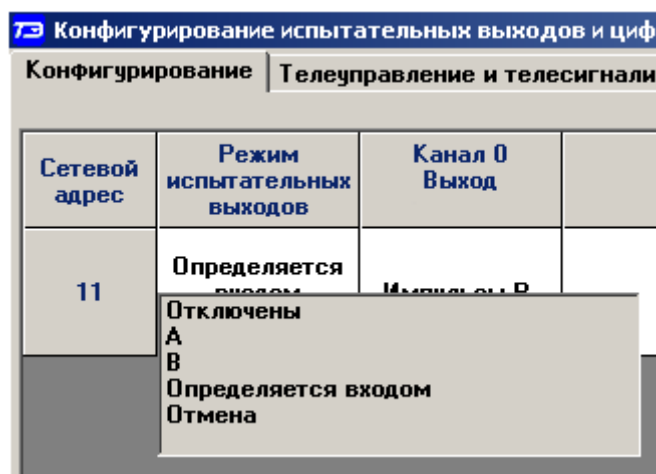 ТЭ Конфигурирование испытательных выходов и циф
Конфигурирование
Телеуправление и телесигнали
Сетевой адрес
Режим испытательных выходов
Канал 0 Выход
11
Определяется
Отключены
А
В
Определяется входом
Отмена